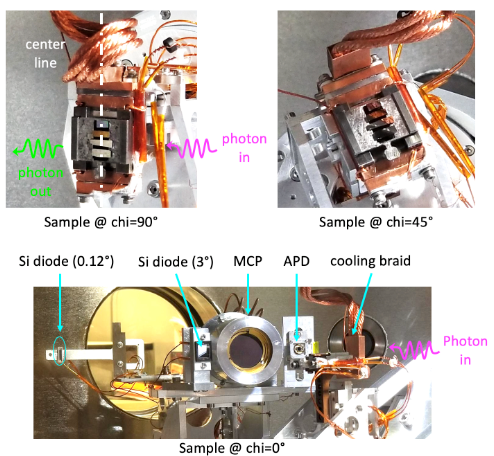 center
line
photon
in
photon
out
Sample @ chi=90°
Sample @ chi=45°
Si diode (0.12°)
Si diode (3°)
MCP
APD
cooling braid
Photon
in
Sample @ chi=0°